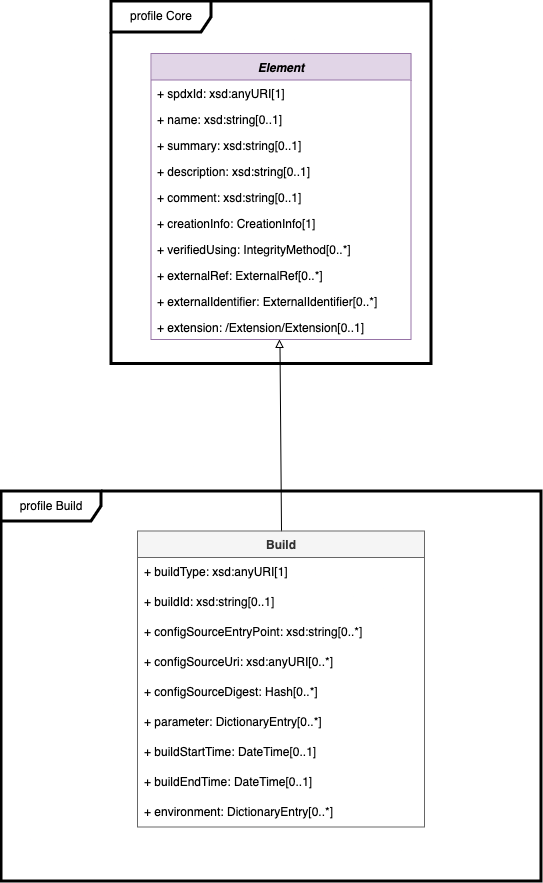 profile Core
Element
+ spdxId: xsd:anyURI[1]
+ name: xsd:string[0..1]
+ summary: xsd:string[0..1]
+ description: xsd:string[0..1]
+ comment: xsd:string[0..1]
+ creationInfo: CreationInfo[1]
+ verifiedUsing: IntegrityMethod[0..*]
+ externalRef: ExternalRef[0..*]
+ externalIdentifier: ExternalIdentifier[0..*]
+ extension: /Extension/Extension[0..1]
profile Build
Build
+ buildType: xsd:anyURI[1]
+ buildId: xsd:string[0..1]
+ configSourceEntryPoint: xsd:string[0..*]
+ configSourceUri: xsd:anyURI[0..*]
+ configSourceDigest: Hash[0..*]
+ parameter: DictionaryEntry[0..*]
+ buildStartTime: DateTime[0..1]
+ buildEndTime: DateTime[0..1]
+ environment: DictionaryEntry[0..*]